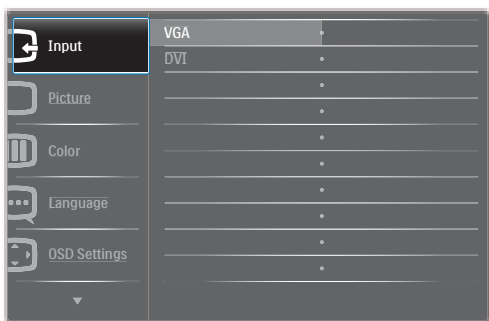 Input
VGA
DVI
Picture
Color
Language
OSD Settings